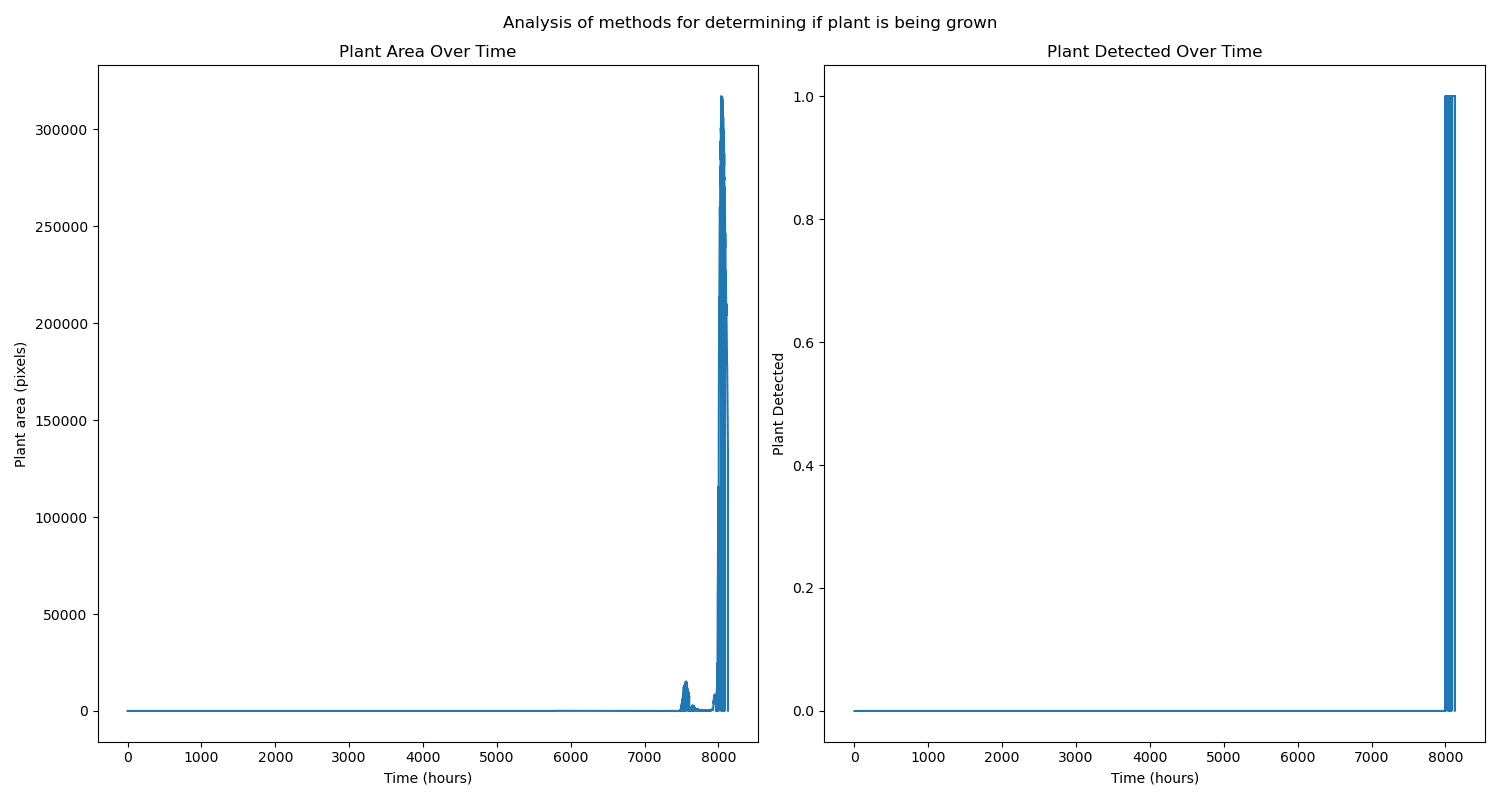 Analysis of methods for determining if plant is being grown
Plant Area Over Time
Plant area (pixels)
300000
250000
200000
150000
100000
50000
0
0 1000 2000 3000 4000 5000 6000 7000 8000
Time (hours)
Plant Detected Over Time
Plant Detected
1.0
0.8
0.6
0.4
0.2
0.0
0 1000 2000 3000 4000 5000 6000 7000 8000
Time (hours)